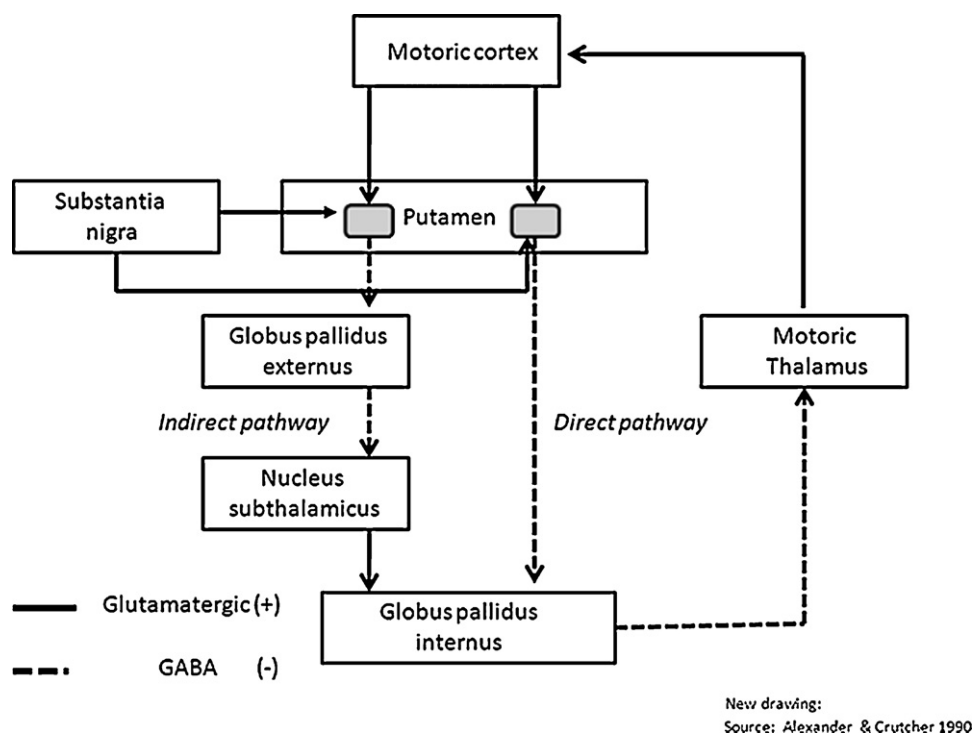 Motoric cortex
Substantia
nigra
Putamen
Globus pallidus
externus
Motoric
Thalamus
Indirect pathway
Direct pathway
Nucleus
subthalamicus
Glutamatergic (+)
Globus pallidus
internus
GABA (-)
New drawing:
Source: Alexander & Crutcher 1990